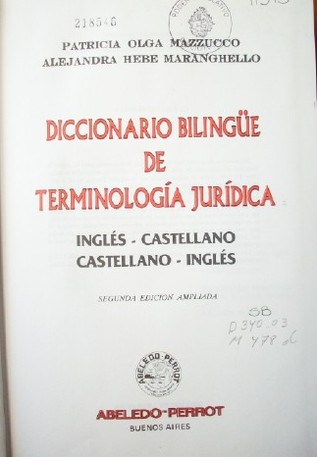 218546
PATRICIA OLGA MAZZUCCO
ALEJANDRA HEBE MARANGHELLO
DICCIONARIO BILINGÜE
DE
TERMINOLOGÍA JURÍDICA
INGLÉS - CASTELLANO
CASTELLANO - INGLÉS
SEGUNDA EDICION AMPLIADA
SB
D 340.03
M 478 d
ABELEDO-PERROT
ABELEDO-PERROT
BUENOS AIRES